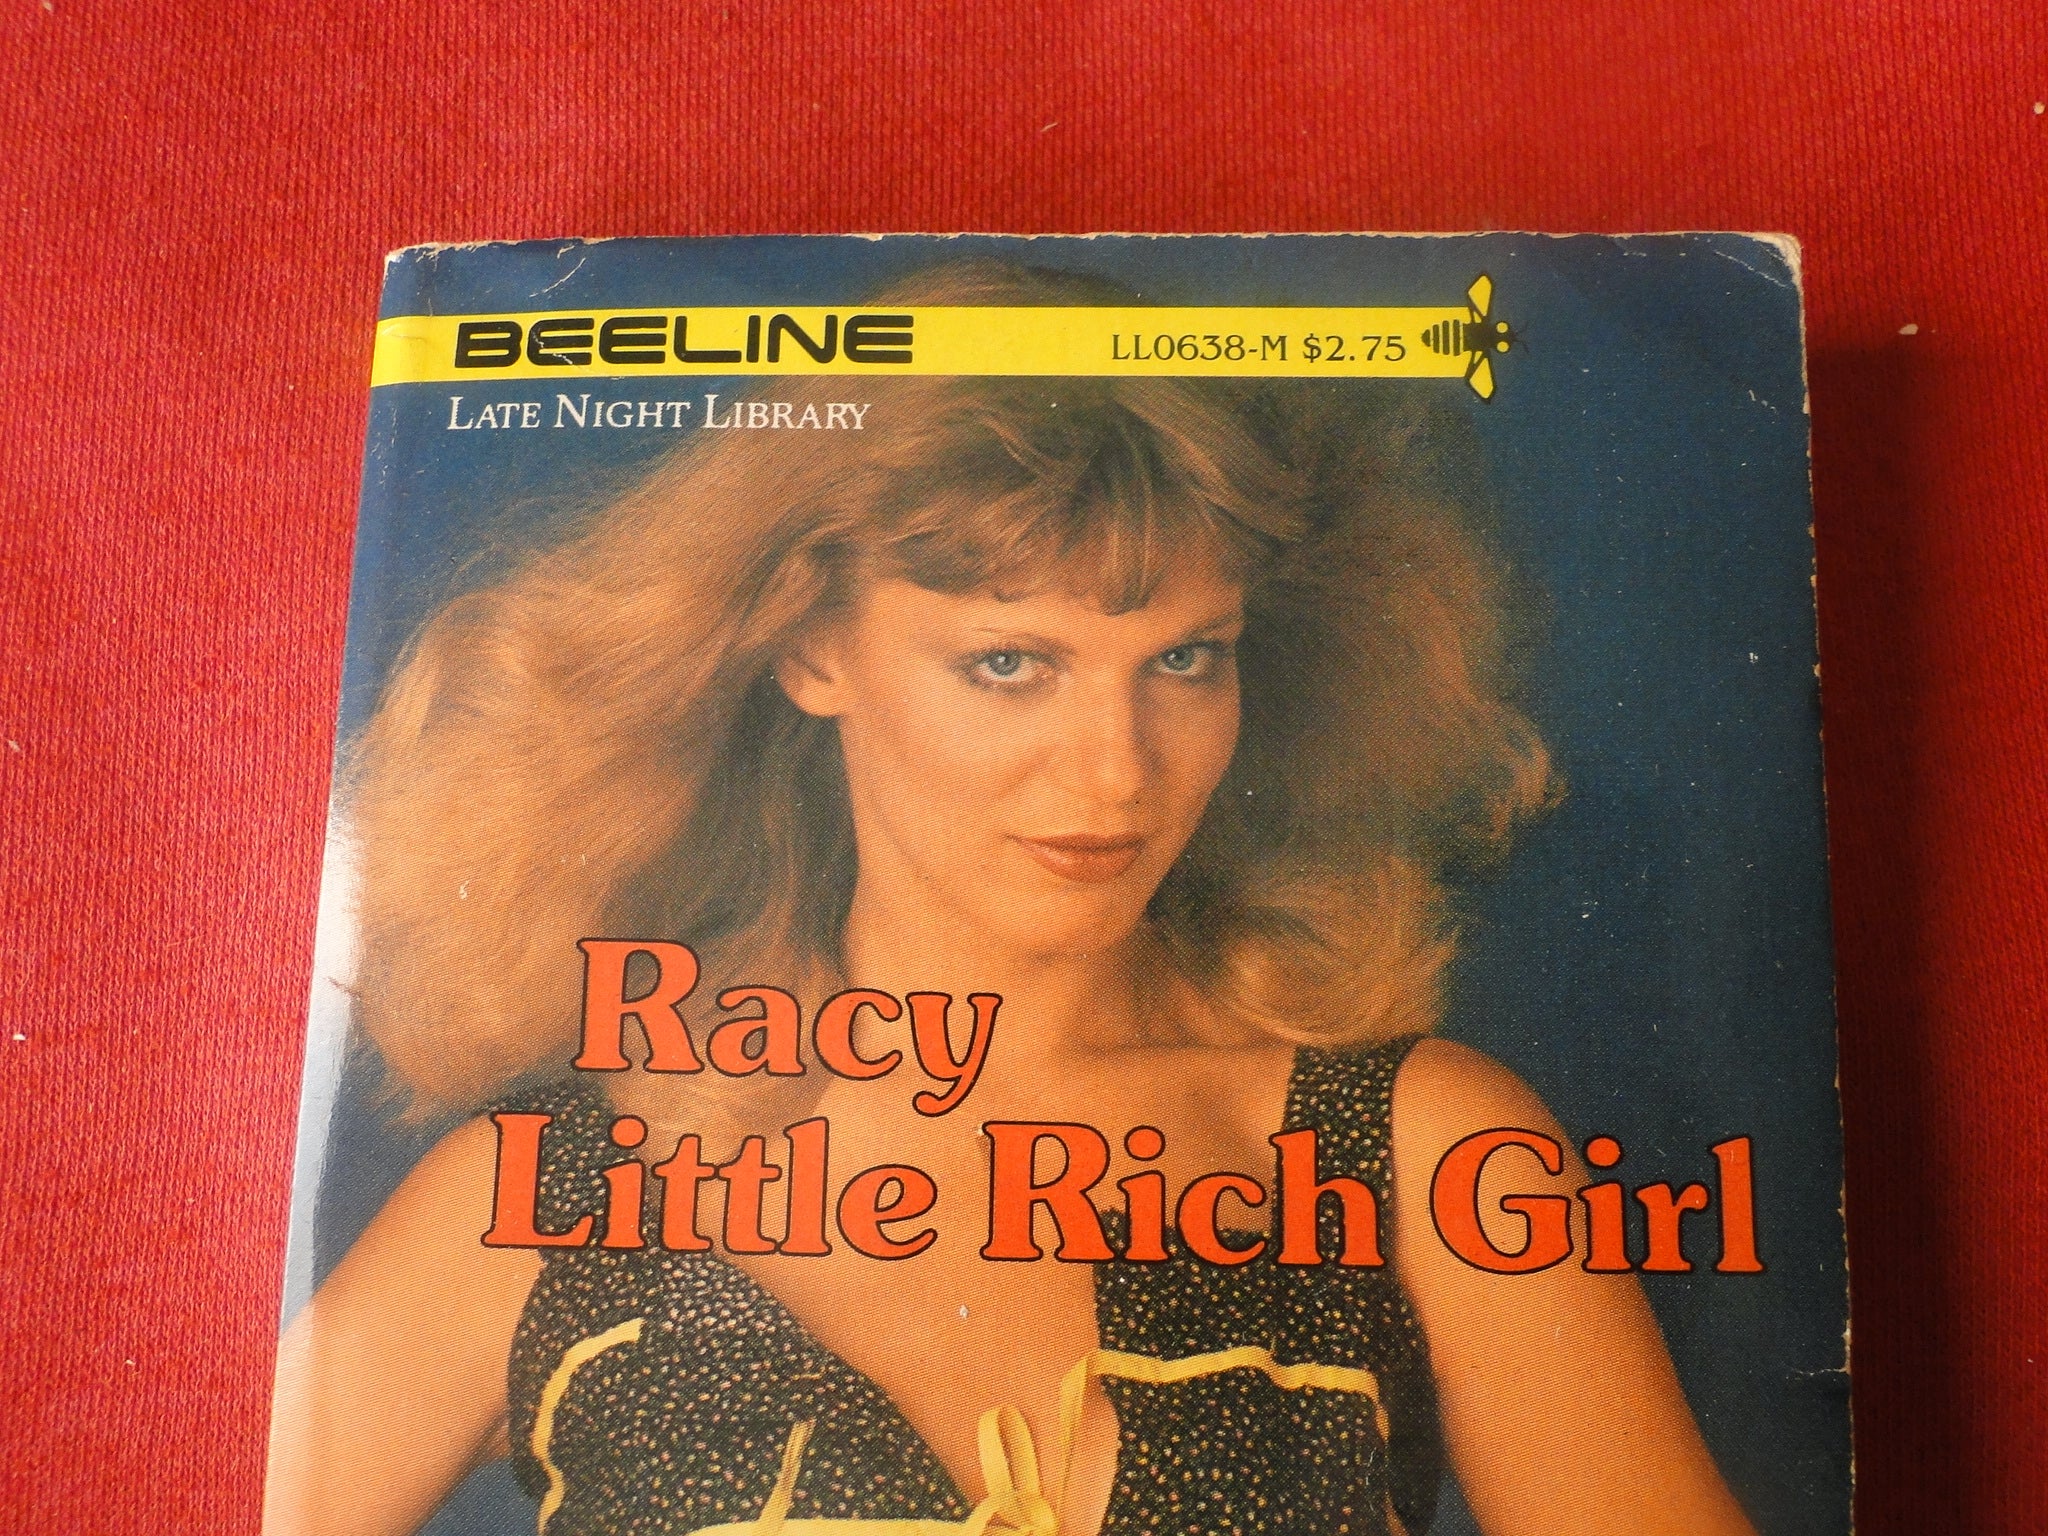 BEELINE LL0638-M $2.75
LATE NIGHT LIBRARY
Racy
Little Rich Girl